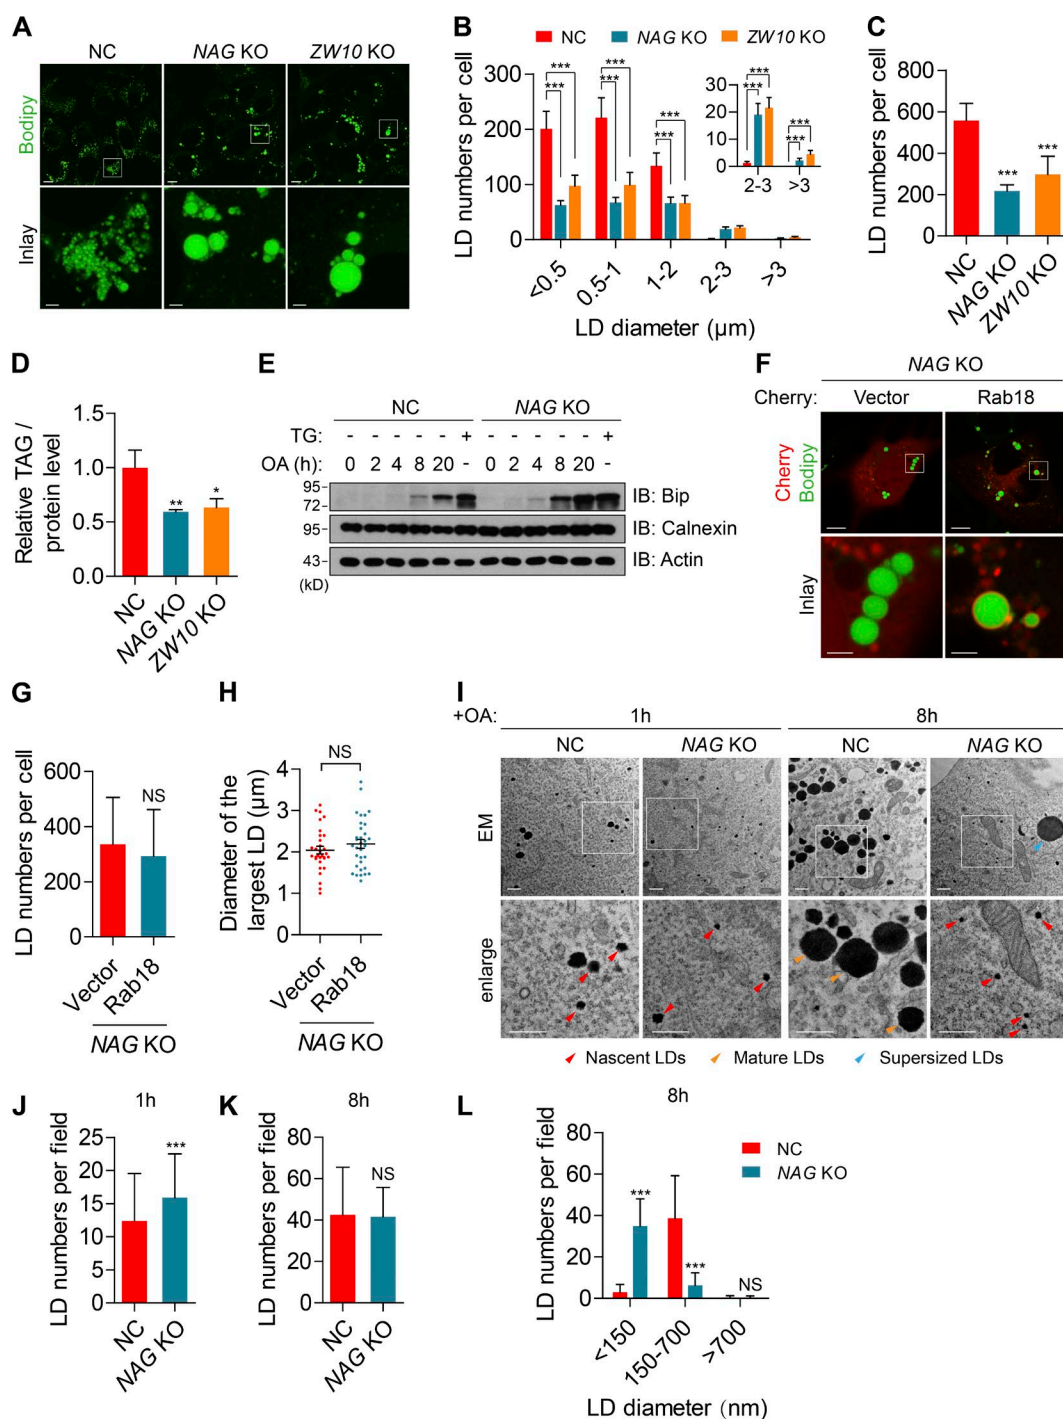 A
NC
NAG KO
ZW10 KO
Bodipy
Inlay
B
NC
NAG KO
ZW10 KO
LD numbers per cell
300
200
100
0
***
***
***
***
***
***
30
20
10
0
***
***
***
***
2-3
>3
<0.5
0.5-1
1-2
2-3
>3
LD diameter (µm)
C
LD numbers per cell
800
600
400
200
0
***
***
NC
NAG KO
ZW10 KO
D
Relative TAG /
protein level
1.5
1.0
0.5
0.0
**
*
NC
NAG KO
ZW10 KO
E
NC
NAG KO
TG: - - - - - + - - - - - +
OA (h): 0 2 4 8 20 - 0 2 4 8 20 -
95
72
IB: Bip
95
IB: Calnexin
43
IB: Actin
(kD)
F
NAG KO
Cherry: Vector Rab18
Cherry
Bodipy
Inlay
G
LD numbers per cell
600
400
200
0
NS
Vector
Rab18
NAG KO
H
Diameter of the
largest LD (µm)
4
3
2
1
0
NS
Vector
Rab18
NAG KO
I
+OA: 1h 8h
NC
NAG KO
NC
NAG KO
EM
enlarge
Nascent LDs
Mature LDs
Supersized LDs
J
1h
LD numbers per field
25
20
15
10
5
0
***
NC
NAG KO
K
8h
LD numbers per field
80
60
40
20
0
NS
NC
NAG KO
L
8h
LD numbers per field
80
60
40
20
0
NC
NAG KO
***
***
NS
<150
150-700
>700
LD diameter (nm)